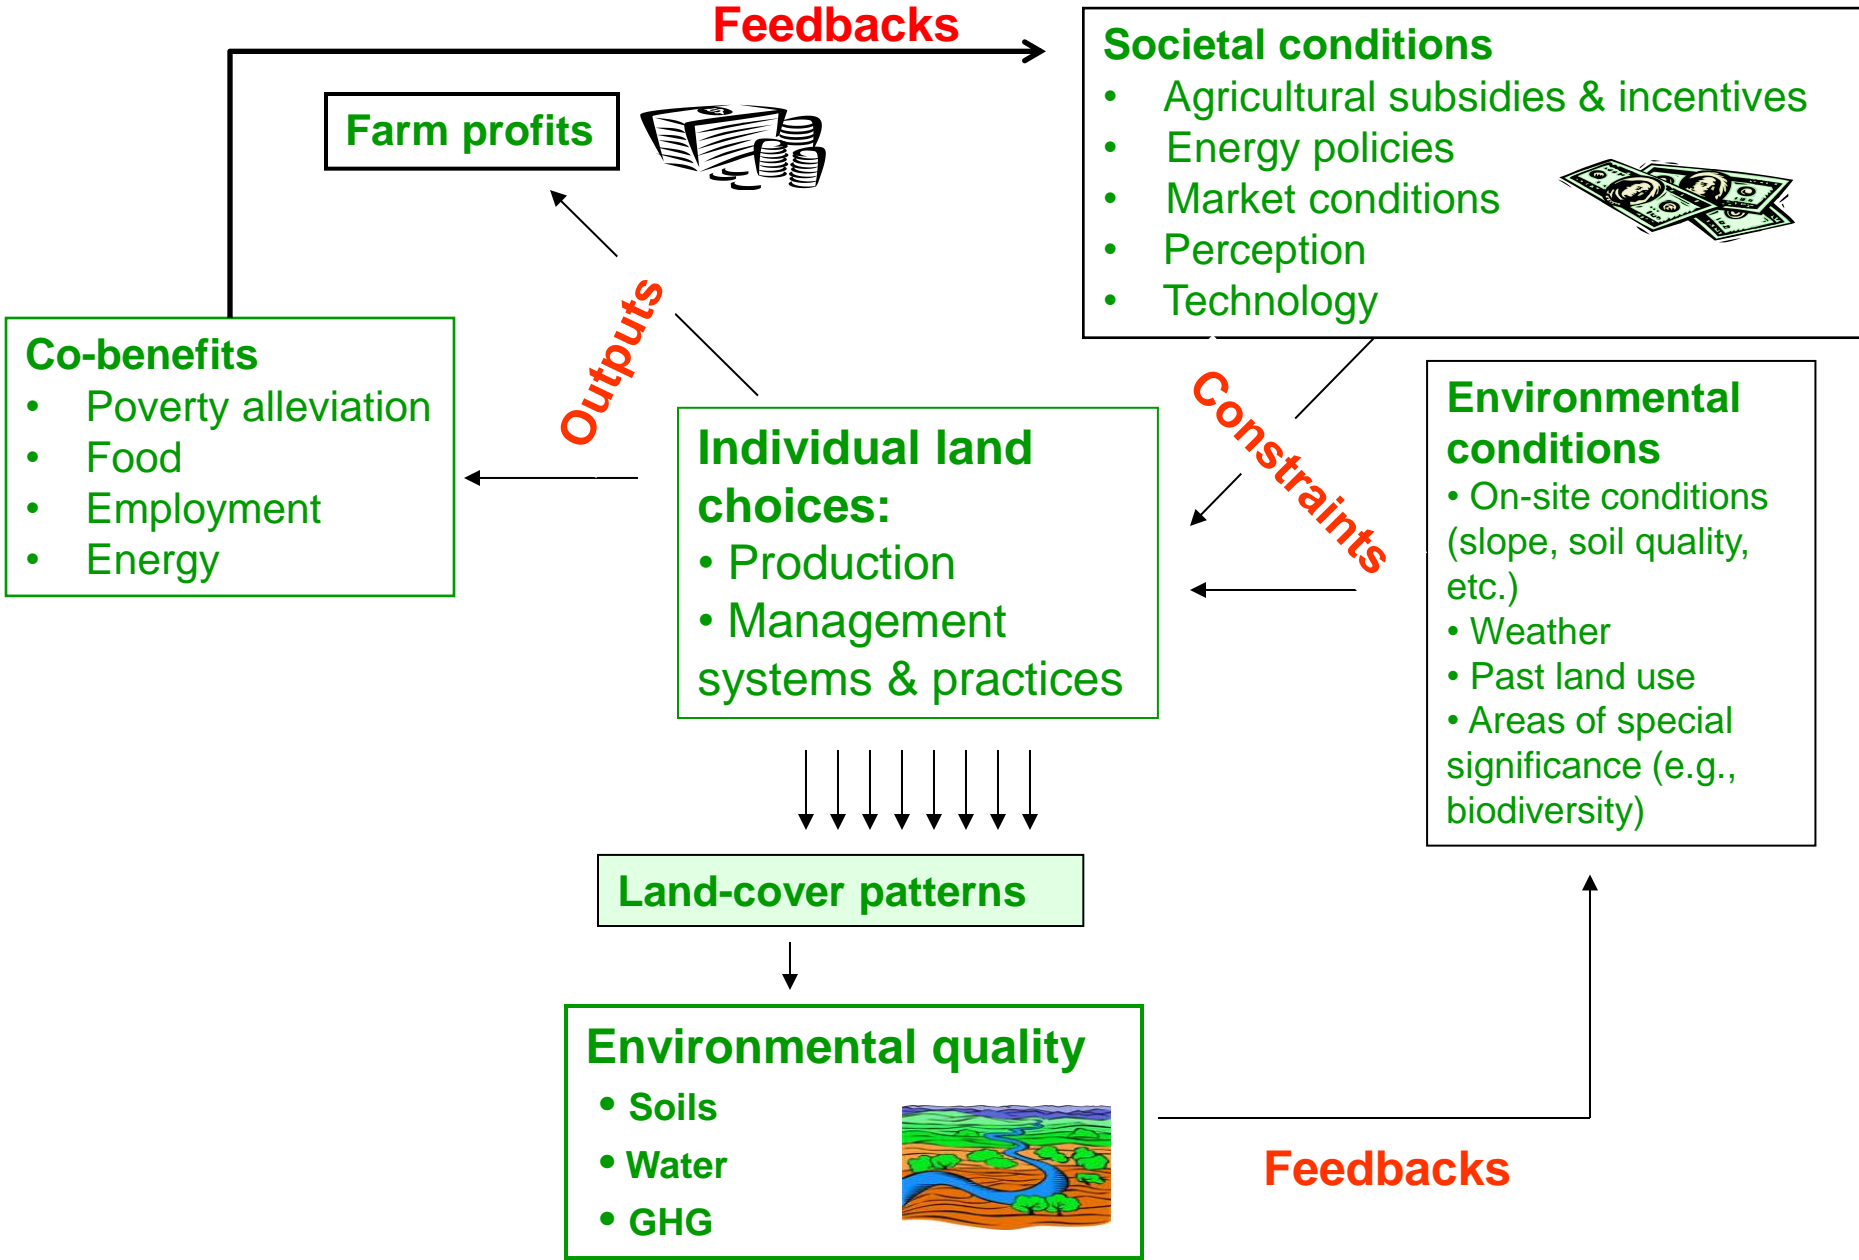 Feedbacks
Societal conditions
• Agricultural subsidies & incentives
• Energy policies
• Market conditions
• Perception
• Technology
Farm profits
Outputs
Co-benefits
• Poverty alleviation
• Food
• Employment
• Energy
Individual land
choices:
• Production
• Management
systems & practices
Constraints
Environmental
conditions
• On-site conditions
(slope, soil quality,
etc.)
• Weather
• Past land use
• Areas of special
significance (e.g.,
biodiversity)
Land-cover patterns
Environmental quality
• Soils
• Water
• GHG
Feedbacks